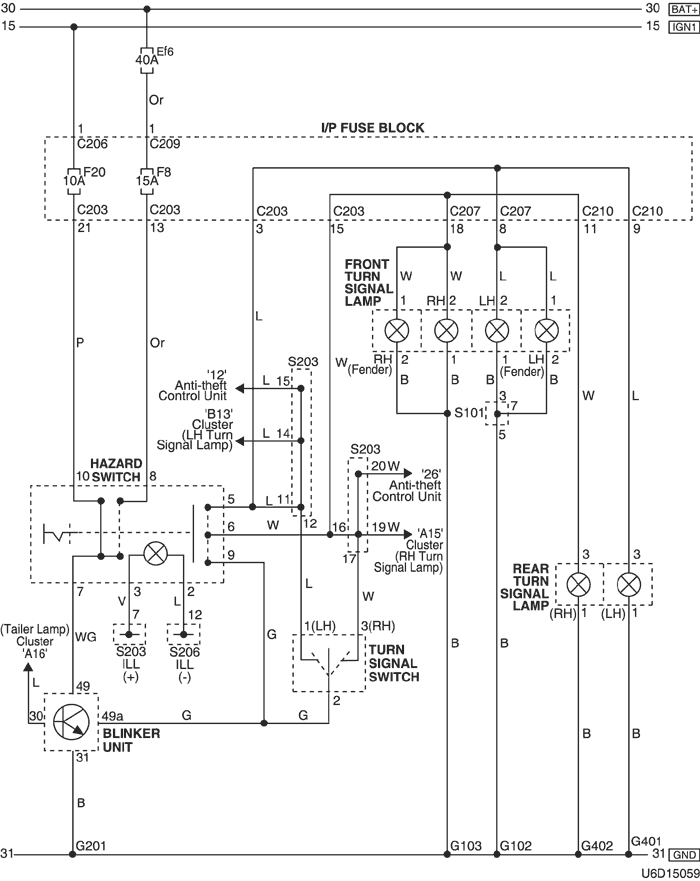 30 30 BAT+
15 15 IGN1
Ef6
40A
Or
I/P FUSE BLOCK
1 1
C206 C209
F20 F8
10A 15A
C203 C203 C203 C203 C207 C207 C210 C210
21 13 3 15 18 8 11 9
FRONT
TURN
SIGNAL
LAMP
W W L L
1 RH 2 LH 2 1
P Or L
W RH 2 1 1 LH 2
(Fender) (Fender)
B B B B
W L
S203
'12'
Anti-theft
Control Unit
L 15
'B13'
Cluster
(LH Turn
Signal Lamp)
L 14
S101 3 7
5
S203
20 W '26'
Anti-theft
Control Unit
HAZARD
SWITCH
10 8
5 L 11
12
6 W 16 19 W 'A15'
Cluster
(RH Turn
Signal Lamp)
17
9
7 3 2
V L
7 12
S203 S206
ILL ILL
(+) (-)
L W
G
1(LH) 3(RH)
TURN
SIGNAL
SWITCH
2
REAR
TURN
SIGNAL
LAMP
3 3
(RH) 1 (LH) 1
B B
(Tailer Lamp)
Cluster
'A16'
WG
L
49
30 49a G G
BLINKER
UNIT
31
B
B B
31 G201 G103 G102 G402 G401 31 GND
U6D15059